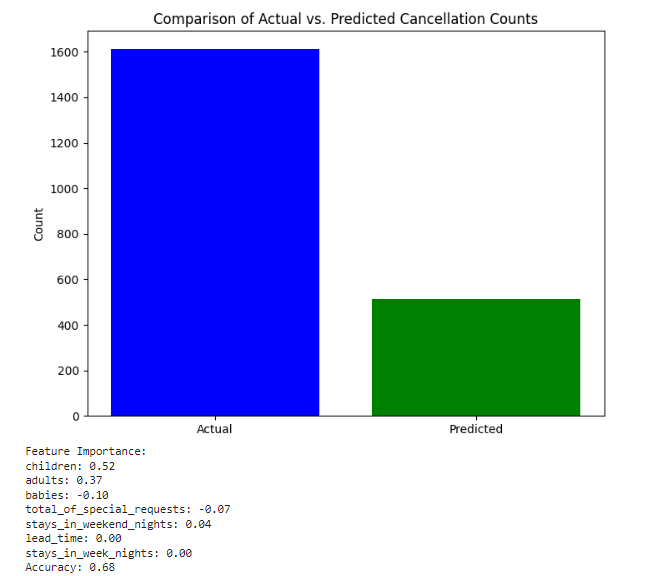 Comparison of Actual vs. Predicted Cancellation Counts
1600
1400
1200
1000
800
600
400
200
0
Count
Actual Predicted
Feature Importance:
children: 0.52
adults: 0.37
babies: -0.10
total_of_special_requests: -0.07
stays_in_weekend_nights: 0.04
lead_time: 0.00
stays_in_week_nights: 0.00
Accuracy: 0.68